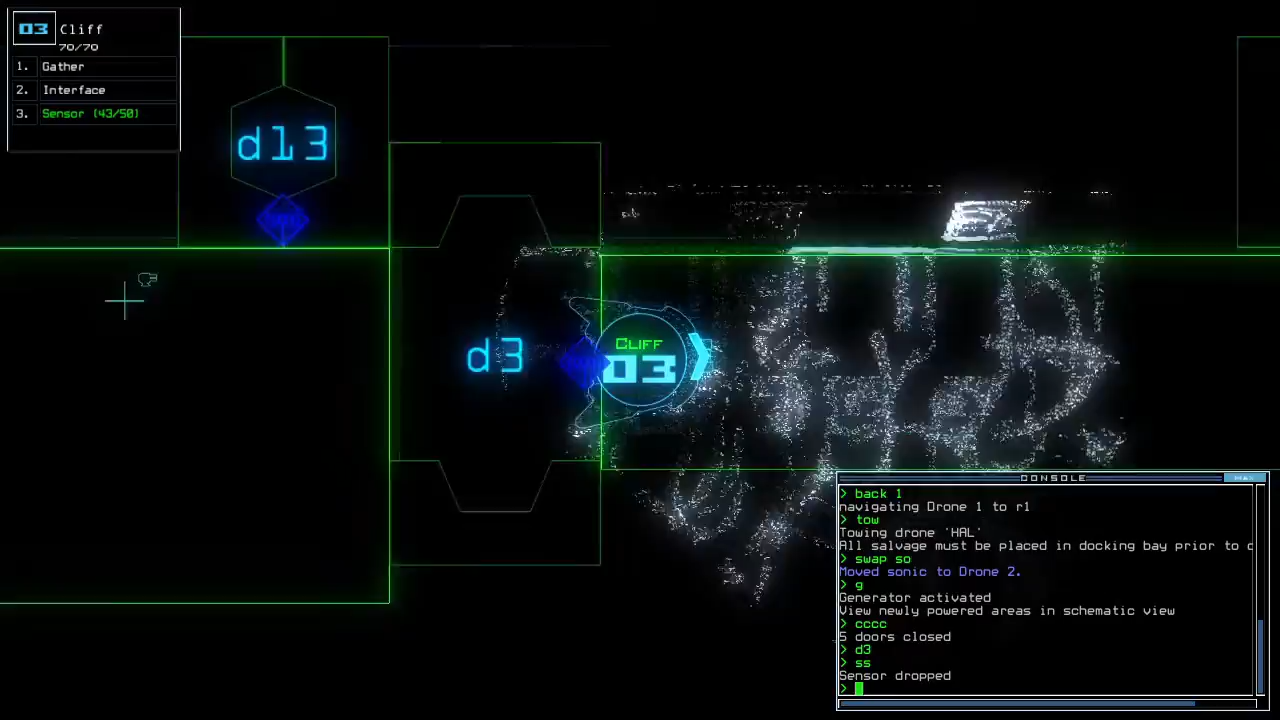 03 Cliff
70/70
1. Gather
2. Interface
3. Sensor (43/50)
d13
d3
Cliff
03
CONSOLE
> back 1
navigating Drone 1 to r1
> tow
Towing drone 'HAL'
All salvage must be placed in docking bay prior to
> swap so
Moved sonic to Drone 2.
> g
Generator activated
View newly powered areas in schematic view
> cccc
5 doors closed
> d3
> ss
Sensor dropped
>